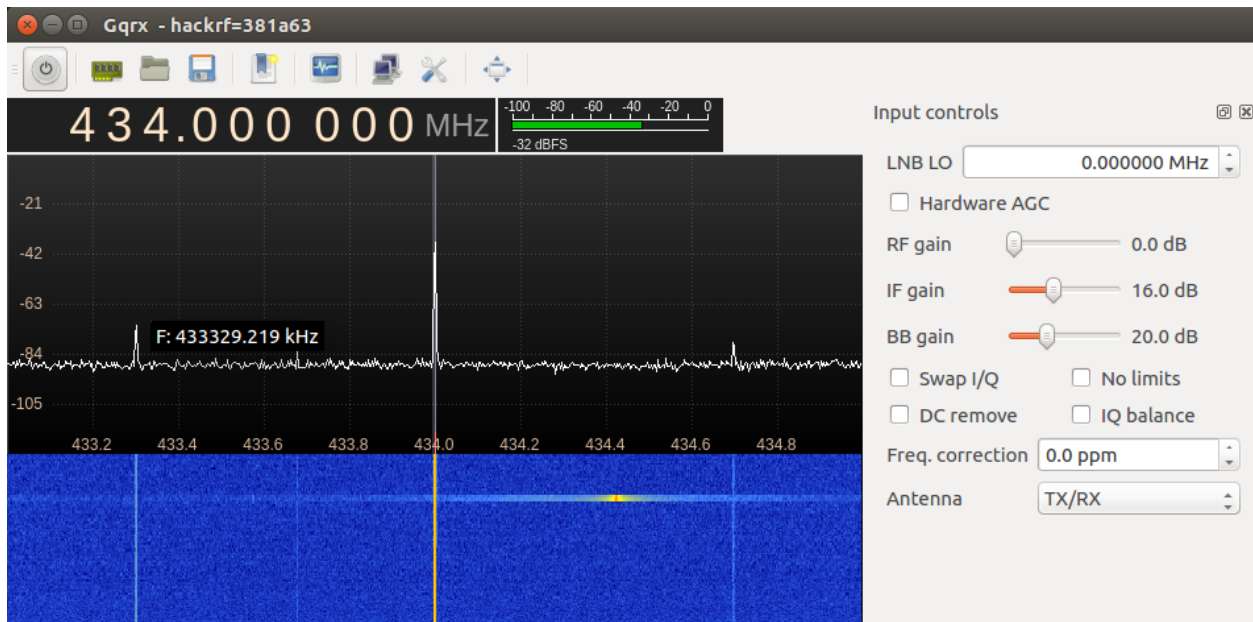 Gqrx - hackrf=381a63
434.000 000 MHz
-100 -80 -60 -40 -20 0
-32 dBFS
-21
-42
-63
-84
-105
F: 433329.219 kHz
433.2 433.4 433.6 433.8 434.0 434.2 434.4 434.6 434.8
Input controls
LNB LO 0.000000 MHz
Hardware AGC
RF gain 0.0 dB
IF gain 16.0 dB
BB gain 20.0 dB
Swap I/Q No limits
DC remove IQ balance
Freq. correction 0.0 ppm
Antenna TX/RX